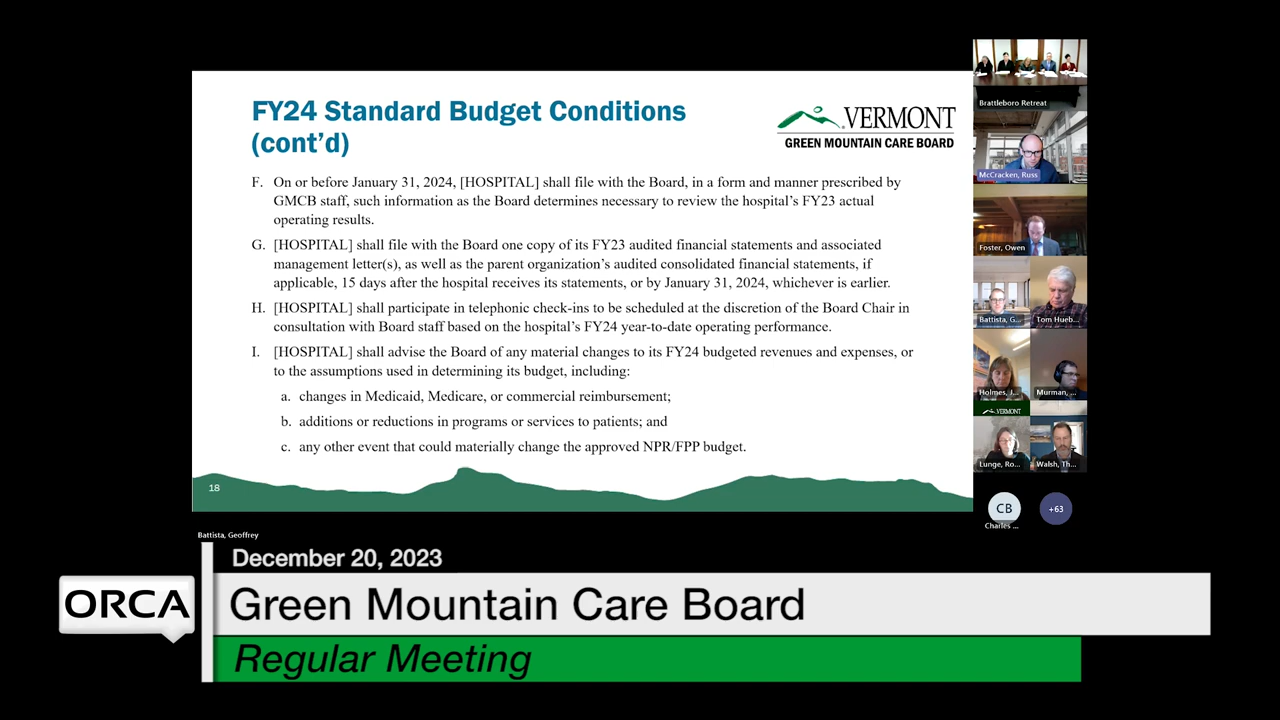 FY24 Standard Budget Conditions
(cont'd)
VERMONT
GREEN MOUNTAIN CARE BOARD
F. On or before January 31, 2024, [HOSPITAL] shall file with the Board, in a form and manner prescribed by
GMCB staff, such information as the Board determines necessary to review the hospital's FY23 actual
operating results.
G. [HOSPITAL] shall file with the Board one copy of its FY23 audited financial statements and associated
management letter(s), as well as the parent organization's audited consolidated financial statements, if
applicable, 15 days after the hospital receives its statements, or by January 31, 2024, whichever is earlier.
H. [HOSPITAL] shall participate in telephonic check-ins to be scheduled at the discretion of the Board Chair in
consultation with Board staff based on the hospital's FY24 year-to-date operating performance.
I. [HOSPITAL] shall advise the Board of any material changes to its FY24 budgeted revenues and expenses, or
to the assumptions used in determining its budget, including:
a. changes in Medicaid, Medicare, or commercial reimbursement;
b. additions or reductions in programs or services to patients; and
c. any other event that could materially change the approved NPR/FPP budget.
18
Brattleboro Retreat
McCracken, Russ
Foster, Owen
Battista, G...
Tom Hueb...
Holmes, J...
Murman, ...
VERMONT
Lunge, Ro...
Walsh, Th...
CB
+63
Charles ...
Battista, Geoffrey
December 20, 2023
ORCA
Green Mountain Care Board
Regular Meeting